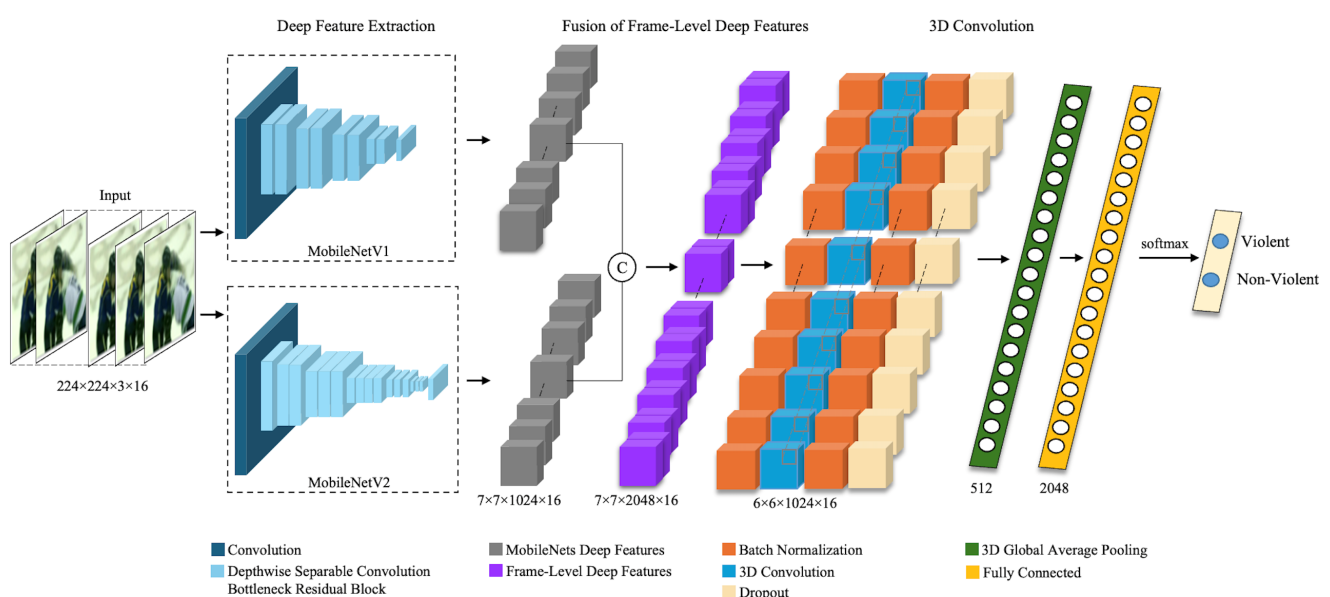 Deep Feature Extraction
Fusion of Frame-Level Deep Features
3D Convolution
Input
MobileNetV1
224×224×3×16
MobileNetV2
C
7×7×1024×16
7×7×2048×16
6×6×1024×16
512
2048
softmax
Violent
Non-Violent
Convolution
Depthwise Separable Convolution
Bottleneck Residual Block
MobileNets Deep Features
Frame-Level Deep Features
Batch Normalization
3D Convolution
Dropout
3D Global Average Pooling
Fully Connected